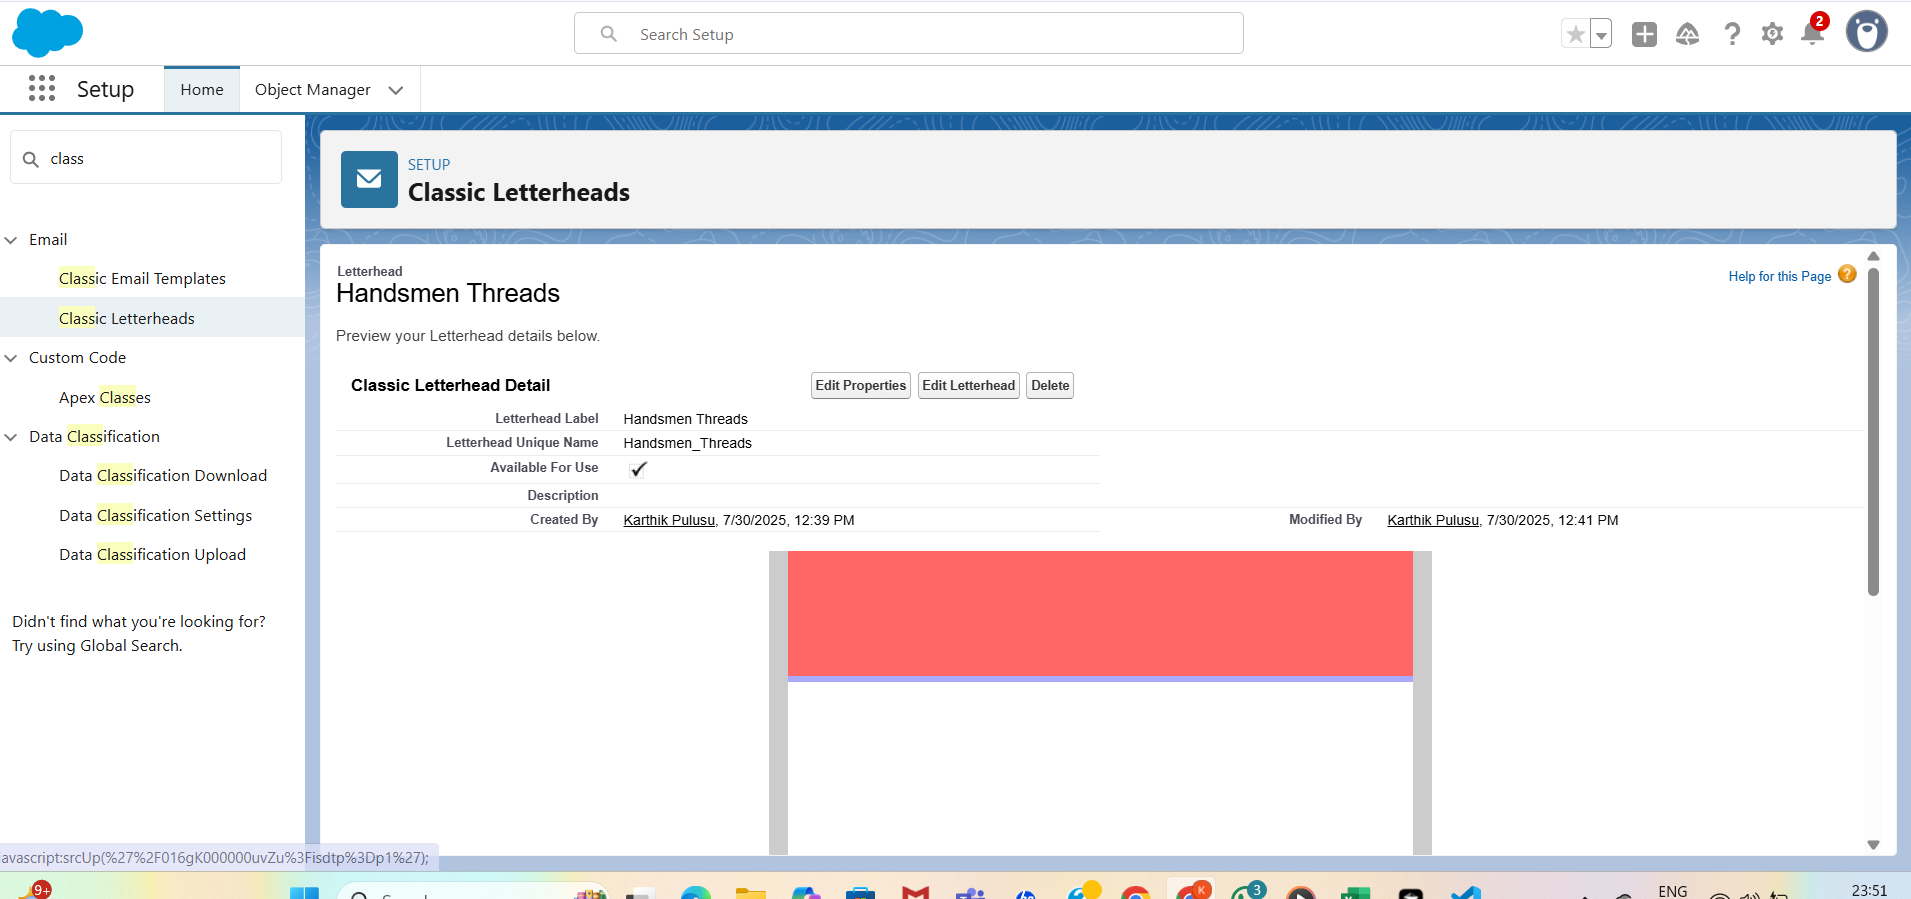 Search Setup
2
Setup
Home
Object Manager
class
Email
Classic Email Templates
Classic Letterheads
Custom Code
Apex Classes
Data Classification
Data Classification Download
Data Classification Settings
Data Classification Upload
Didn't find what you're looking for?
Try using Global Search.
SETUP
Classic Letterheads
Letterhead
Handsmen Threads
Help for this Page ?
Preview your Letterhead details below.
Classic Letterhead Detail
Edit Properties
Edit Letterhead
Delete
Letterhead Label Handsmen Threads
Letterhead Unique Name Handsmen_Threads
Available For Use
Description
Created By Karthik Pulusu, 7/30/2025, 12:39 PM
Modified By Karthik Pulusu, 7/30/2025, 12:41 PM
avascript:srcUp(%27%2F016gK000000uvZu%3Fisdtp%3Dp1%27);
9+
K
3
ENG
23:51